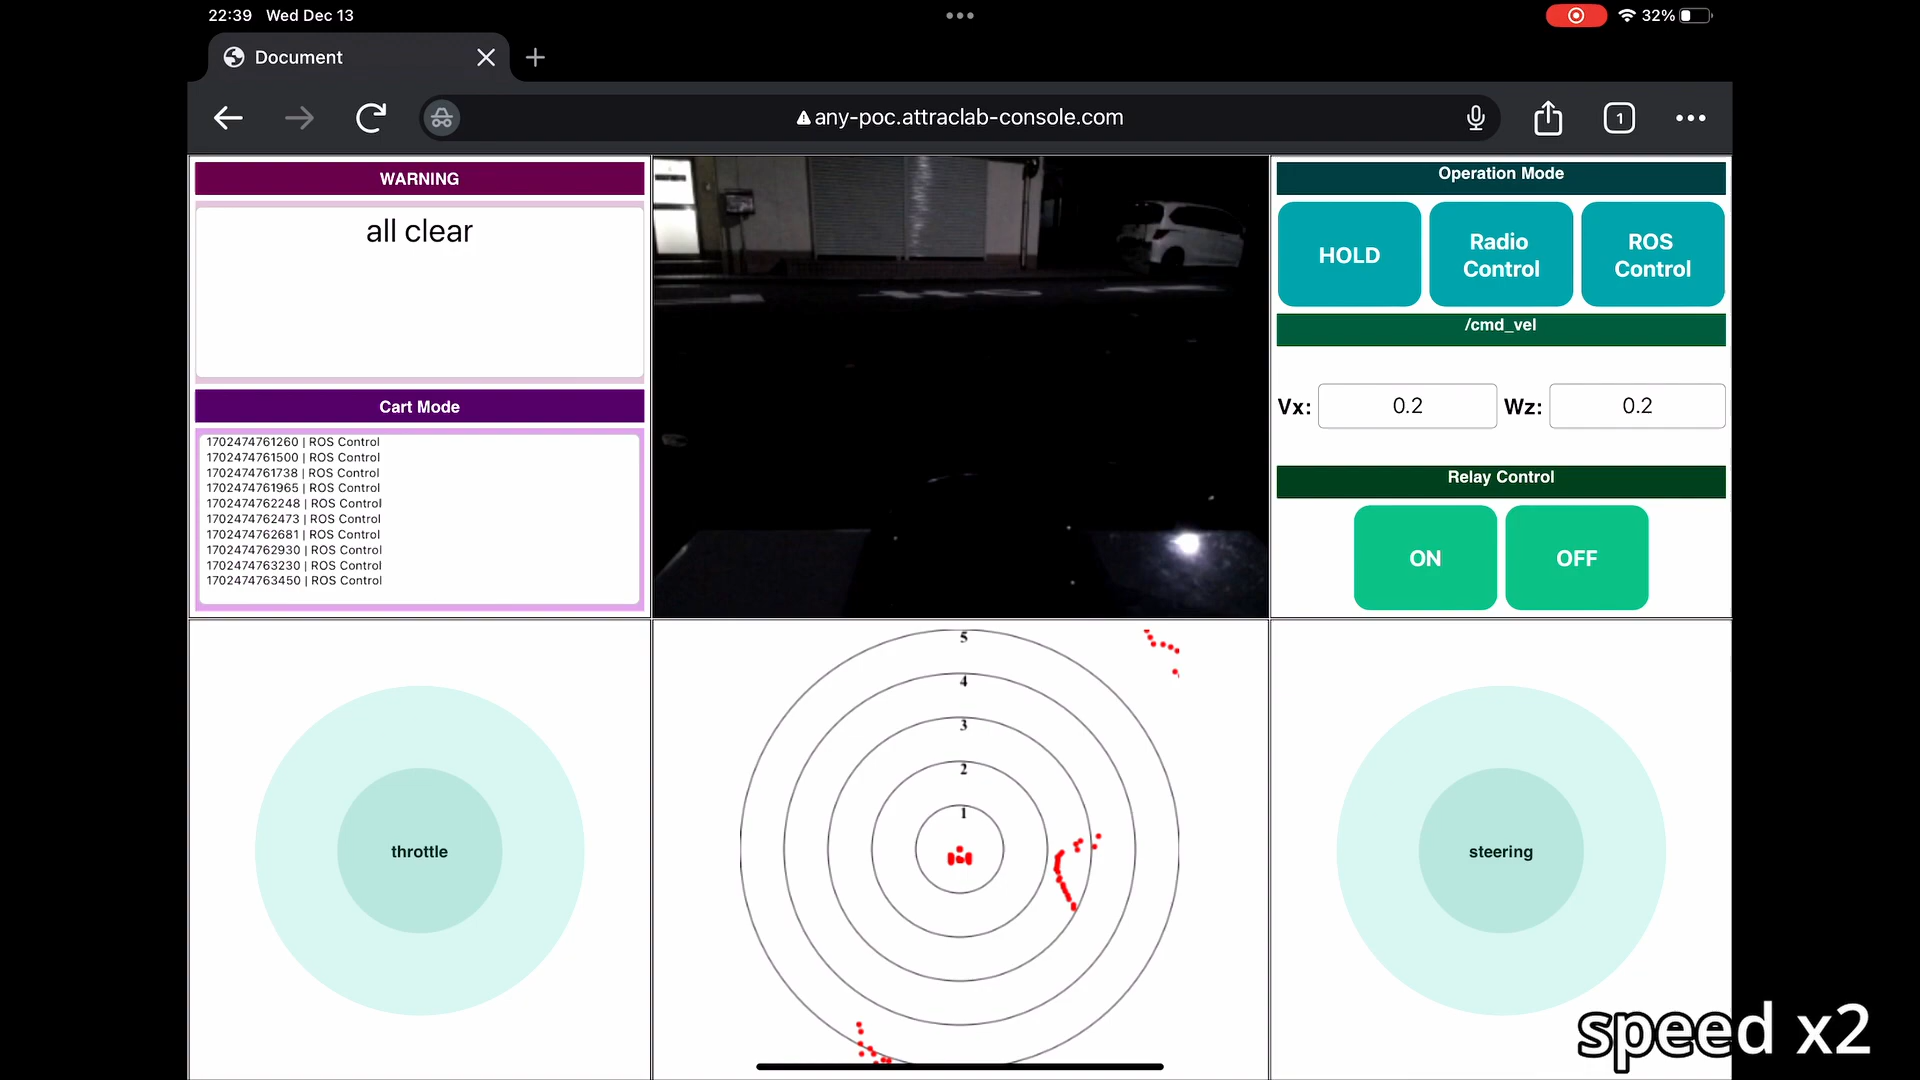 22:39 Wed Dec 13
32%
Document
any-poc.attraclab-console.com
1
WARNING
all clear
Cart Mode
1702474761260 | ROS Control
1702474761500 | ROS Control
1702474761738 | ROS Control
1702474761965 | ROS Control
1702474762248 | ROS Control
1702474762473 | ROS Control
1702474762681 | ROS Control
1702474762930 | ROS Control
1702474763230 | ROS Control
1702474763450 | ROS Control
Operation Mode
HOLD
Radio
Control
ROS
Control
/cmd_vel
Vx: 0.2 Wz: 0.2
Relay Control
ON OFF
throttle
5
4
3
2
1
steering
speed x2